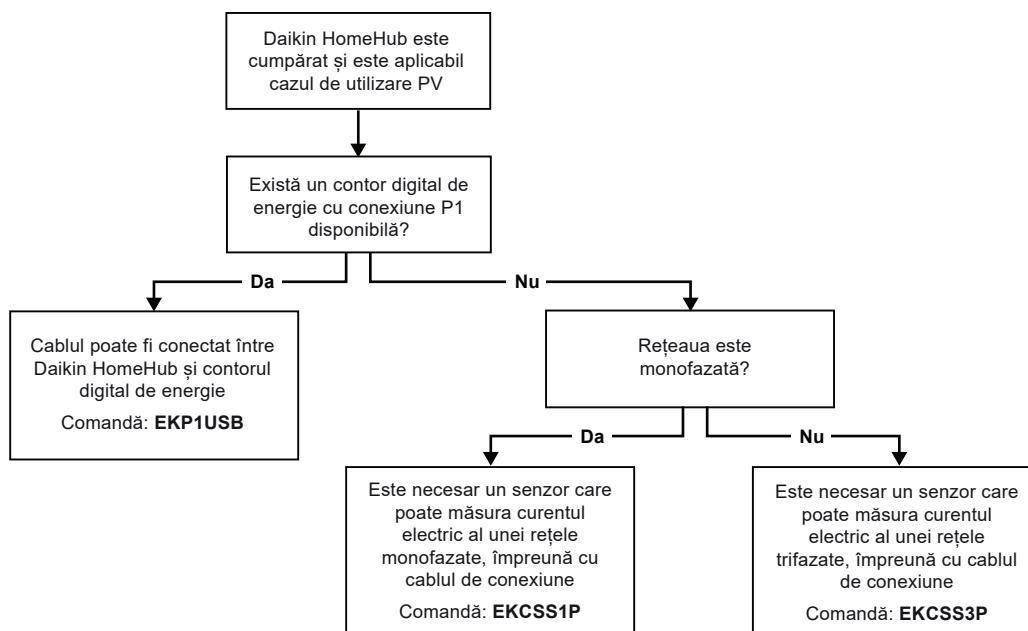 Daikin HomeHub este
cumpărat și este aplicabil
cazul de utilizare PV
Există un contor digital de
energie cu conexiune P1
disponibilă?
Da
Nu
Cablul poate fi conectat între
Daikin HomeHub și contorul
digital de energie
Comandă: EKP1USB
Rețeaua este
monofazată?
Da
Nu
Este necesar un senzor care
poate măsura curentul
electric al unei rețele
monofazate, împreună cu
cablul de conexiune
Comandă: EKCSS1P
Este necesar un senzor care
poate măsura curentul
electric al unei rețele
trifazate, împreună cu cablul
de conexiune
Comandă: EKCSS3P